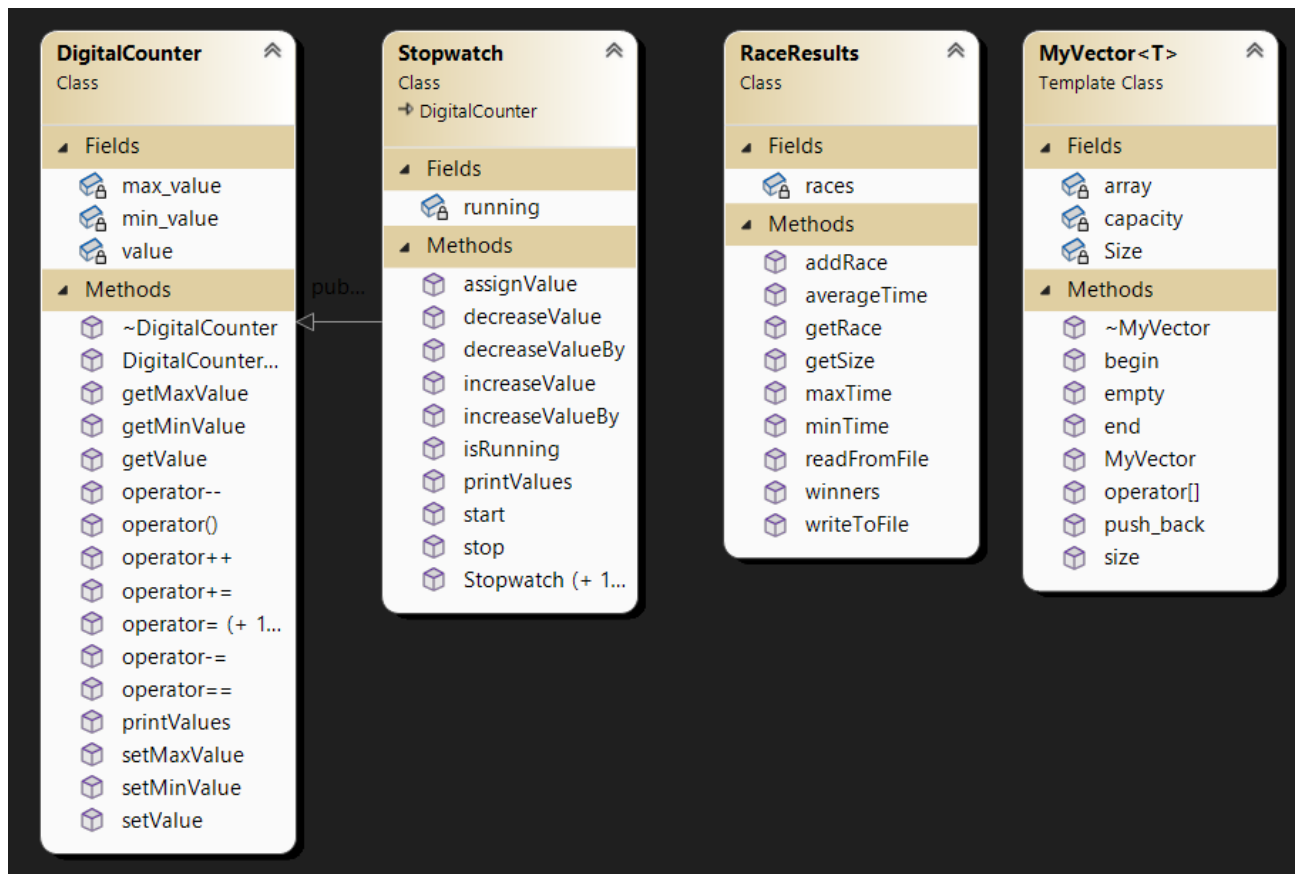 DigitalCounter
Class
Fields
max_value
min_value
value
Methods
~DigitalCounter
DigitalCounter...
getMaxValue
getMinValue
getValue
operator--
operator()
operator++
operator+=
operator= (+ 1...
operator-=
operator==
printValues
setMaxValue
setMinValue
setValue
pub...
Stopwatch
Class
DigitalCounter
Fields
running
Methods
assignValue
decreaseValue
decreaseValueBy
increaseValue
increaseValueBy
isRunning
printValues
start
stop
Stopwatch (+ 1...
RaceResults
Class
Fields
races
Methods
addRace
averageTime
getRace
getSize
maxTime
minTime
readFromFile
winners
writeToFile
MyVector<T>
Template Class
Fields
array
capacity
Size
Methods
~MyVector
begin
empty
end
MyVector
operator[]
push_back
size